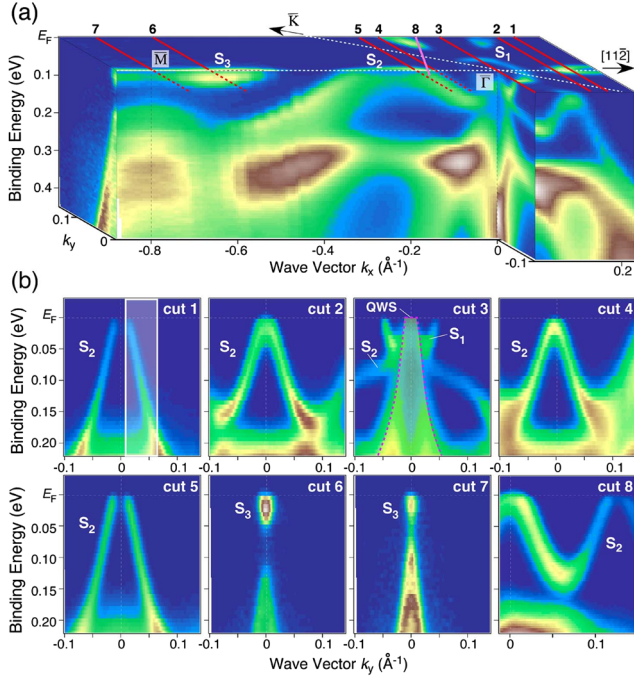 (a)
7 6 K̅ 5 4 8 3 2 1
E_F
M̅ S₃ S₂ S₁ [112̅]
Γ̅
Binding Energy (eV)
0.1
0.2
0.3
0.4
0.1
k_y
0
-0.8 -0.6 -0.4 -0.2 0 -0.1 0.2
Wave Vector k_x (Å⁻¹)
(b)
E_F cut 1 cut 2 QWS cut 3 cut 4
S₂ S₂ S₂ S₁ S₂
Binding Energy (eV)
0.05
0.10
0.15
0.20
-0.1 0 0.1 -0.1 0 0.1 -0.1 0 0.1 -0.1 0 0.1
E_F cut 5 cut 6 cut 7 cut 8
S₂ S₃ S₃
Binding Energy (eV)
0.05
0.10
0.15
0.20
-0.1 0 0.1 -0.1 0 0.1 -0.1 0 0.1 0 0.1
Wave Vector k_y (Å⁻¹)